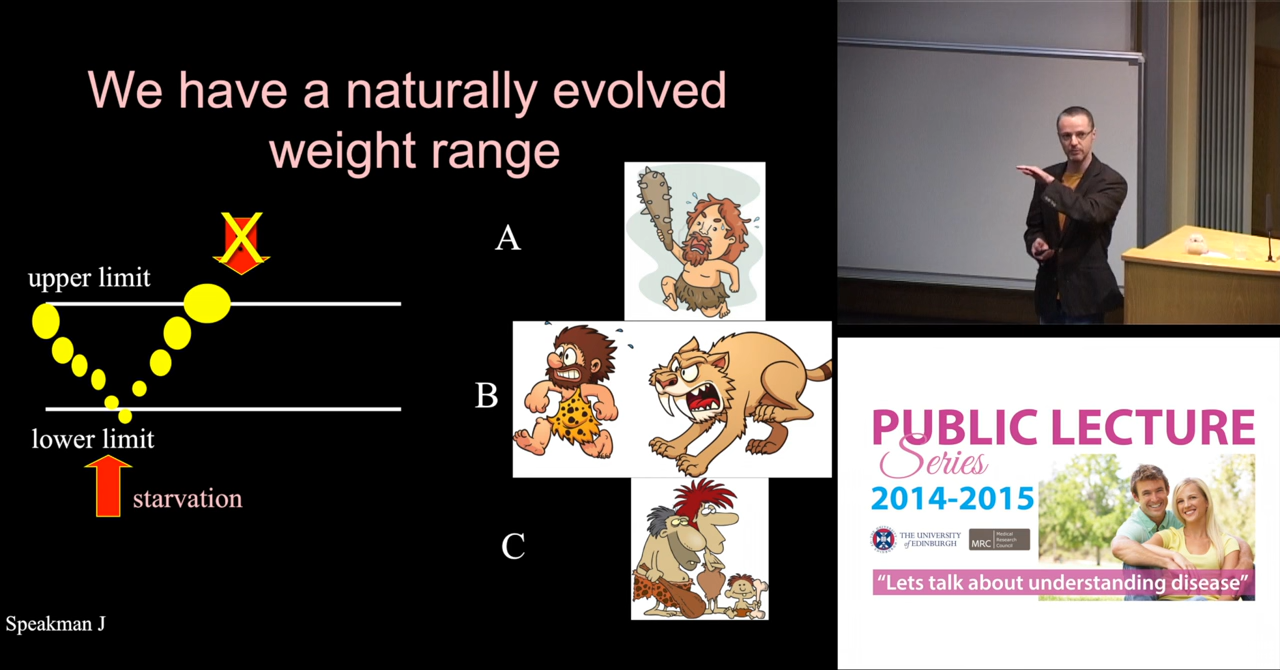 We have a naturally evolved
weight range
X
upper limit
lower limit
starvation
A
B
C
Speakman J
PUBLIC LECTURE
Series
2014-2015
THE UNIVERSITY
of EDINBURGH
MRC
Medical
Research
Council
“Lets talk about understanding disease”